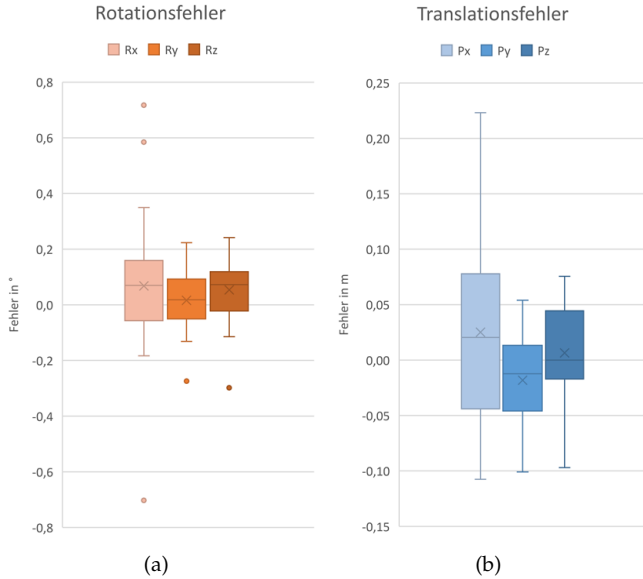 Rotationsfehler
Rx Ry Rz
0,8
0,6
0,4
0,2
0,0
-0,2
-0,4
-0,6
-0,8
Fehler in °
(a)
Translationsfehler
Px Py Pz
0,25
0,20
0,15
0,10
0,05
0,00
-0,05
-0,10
-0,15
Fehler in m
(b)